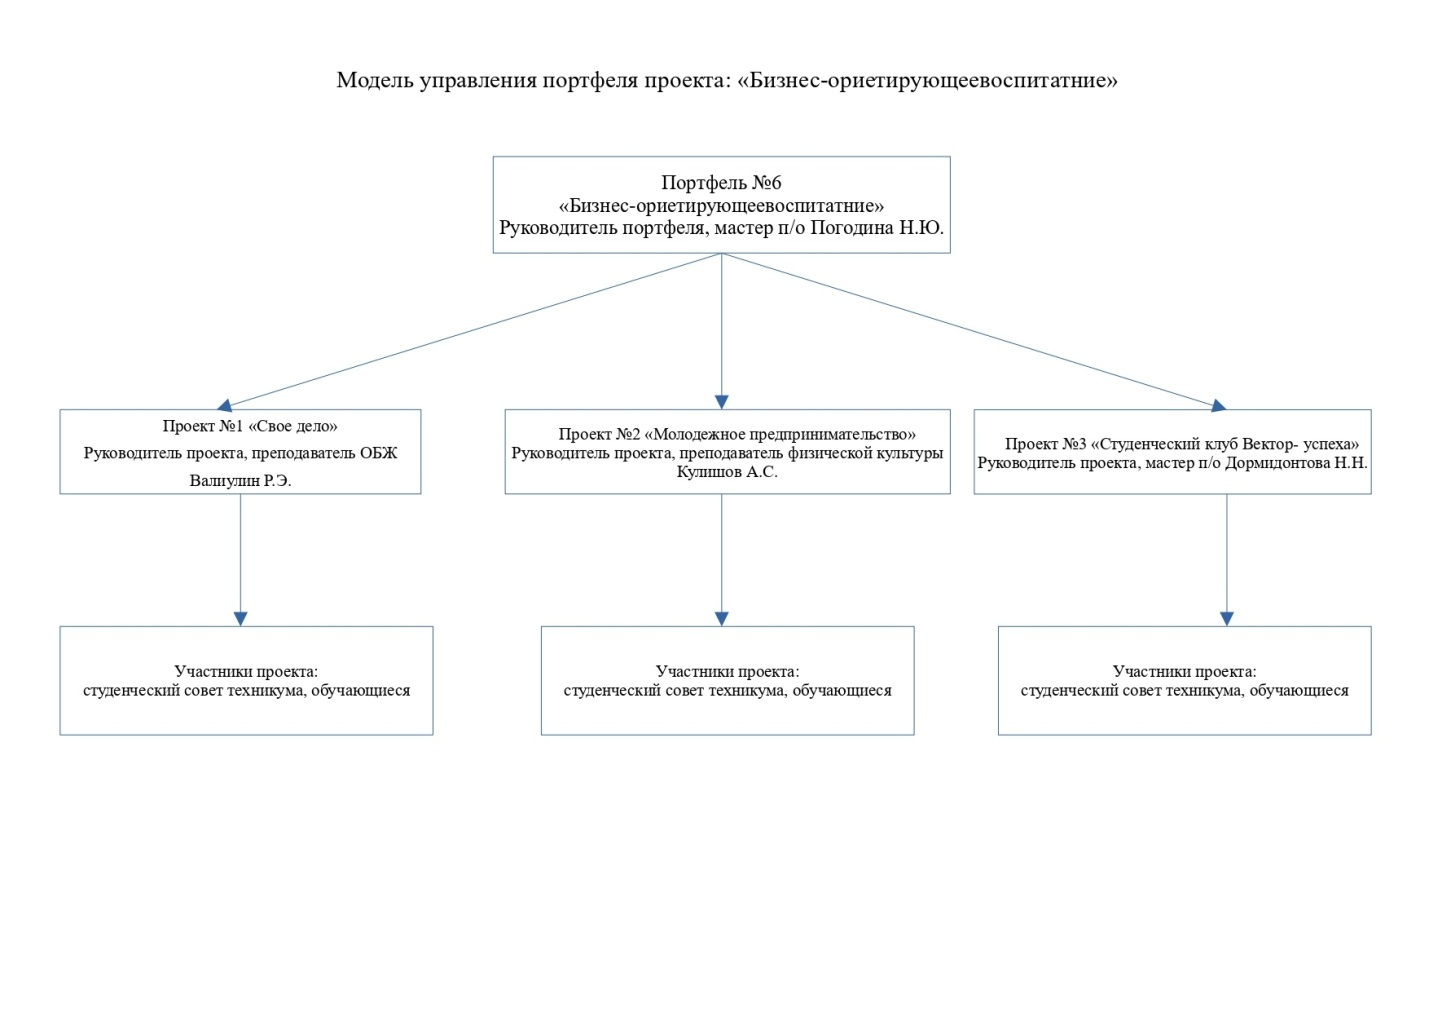 Модель управления портфеля проекта: «Бизнес-ориетирующеевоспитатние»
Портфель №6
«Бизнес-ориетирующеевоспитатние»
Руководитель портфеля, мастер п/о Погодина Н.Ю.
Проект №1 «Свое дело»
Руководитель проекта, преподаватель ОБЖ
Валиулин Р.Э.
Проект №2 «Молодежное предпринимательство»
Руководитель проекта, преподаватель физической культуры
Кулишов А.С.
Проект №3 «Студенческий клуб Вектор- успеха»
Руководитель проекта, мастер п/о Дормидонтова Н.Н.
Участники проекта:
студенческий совет техникума, обучающиеся
Участники проекта:
студенческий совет техникума, обучающиеся
Участники проекта:
студенческий совет техникума, обучающиеся